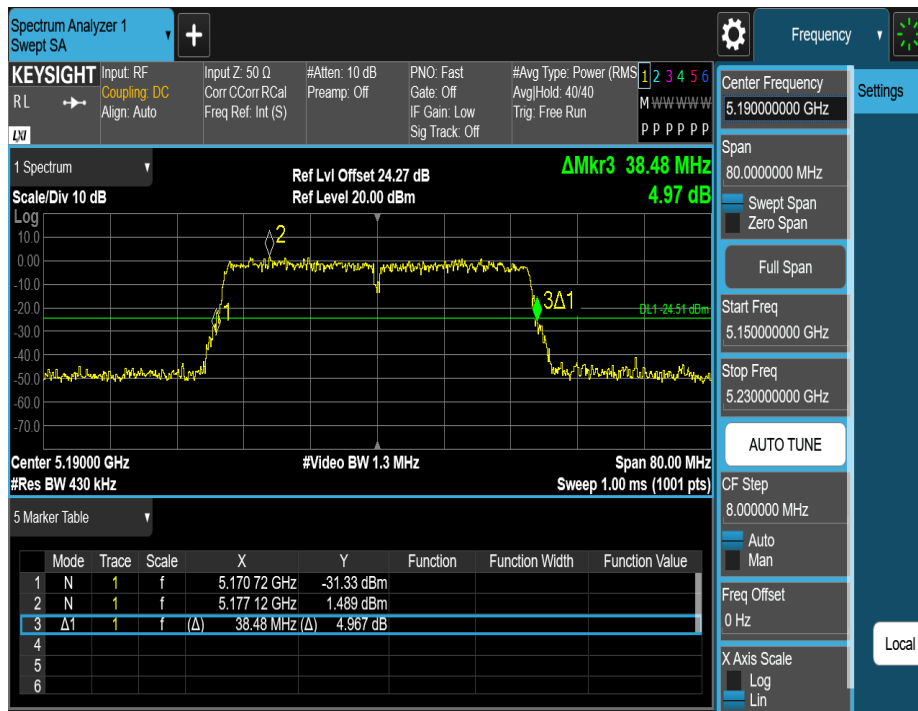 Spectrum Analyzer 1
Swept SA
+
Frequency
KEYSIGHT
RL
LXI
Input: RF
Coupling: DC
Align: Auto
Input Z: 50 Ω
Corr CCorr RCal
Freq Ref: Int (S)
#Atten: 10 dB
Preamp: Off
PNO: Fast
Gate: Off
IF Gain: Low
Sig Track: Off
#Avg Type: Power (RMS
Avg|Hold: 40/40
Trig: Free Run
1 2 3 4 5 6
M W W W W W
P P P P P P
1 Spectrum
Scale/Div 10 dB
Ref Lvl Offset 24.27 dB
Ref Level 20.00 dBm
ΔMkr3 38.48 MHz
4.97 dB
Log
10.0
0.00
-10.0
-20.0
-30.0
-40.0
-50.0
-60.0
-70.0
2
1
3Δ1
DL1 -24.51 dBm
Center 5.19000 GHz
#Video BW 1.3 MHz
Span 80.00 MHz
#Res BW 430 kHz
Sweep 1.00 ms (1001 pts)
5 Marker Table
Mode Trace Scale X Y Function Function Width Function Value
1 N 1 f 5.170 72 GHz -31.33 dBm
2 N 1 f 5.177 12 GHz 1.489 dBm
3 Δ1 1 f (Δ) 38.48 MHz (Δ) 4.967 dB
4
5
6
Center Frequency
5.190000000 GHz
Settings
Span
80.0000000 MHz
Swept Span
Zero Span
Full Span
Start Freq
5.150000000 GHz
Stop Freq
5.230000000 GHz
AUTO TUNE
CF Step
8.000000 MHz
Auto
Man
Freq Offset
0 Hz
Local
X Axis Scale
Log
Lin